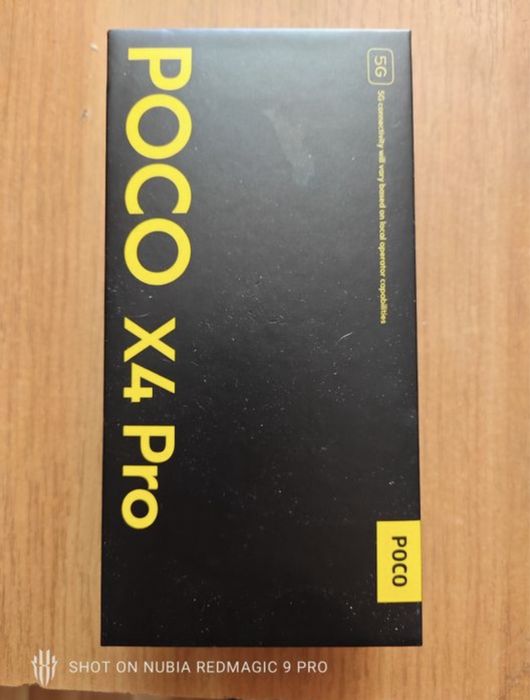 5G
5G connectivity will vary based on local operator capabilities
POCO
POCO X4 Pro
SHOT ON NUBIA REDMAGIC 9 PRO